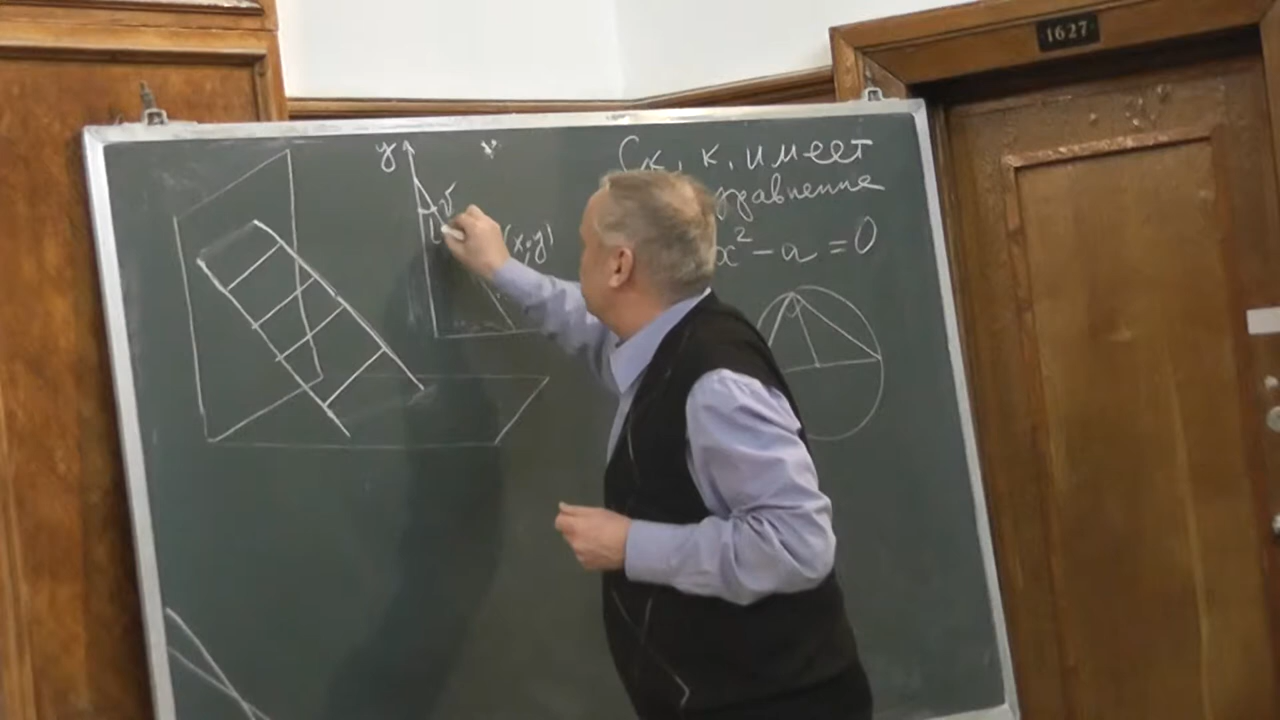 1627
Ск. к. имеет
уравнение
x² − a = 0
y
(x; y)